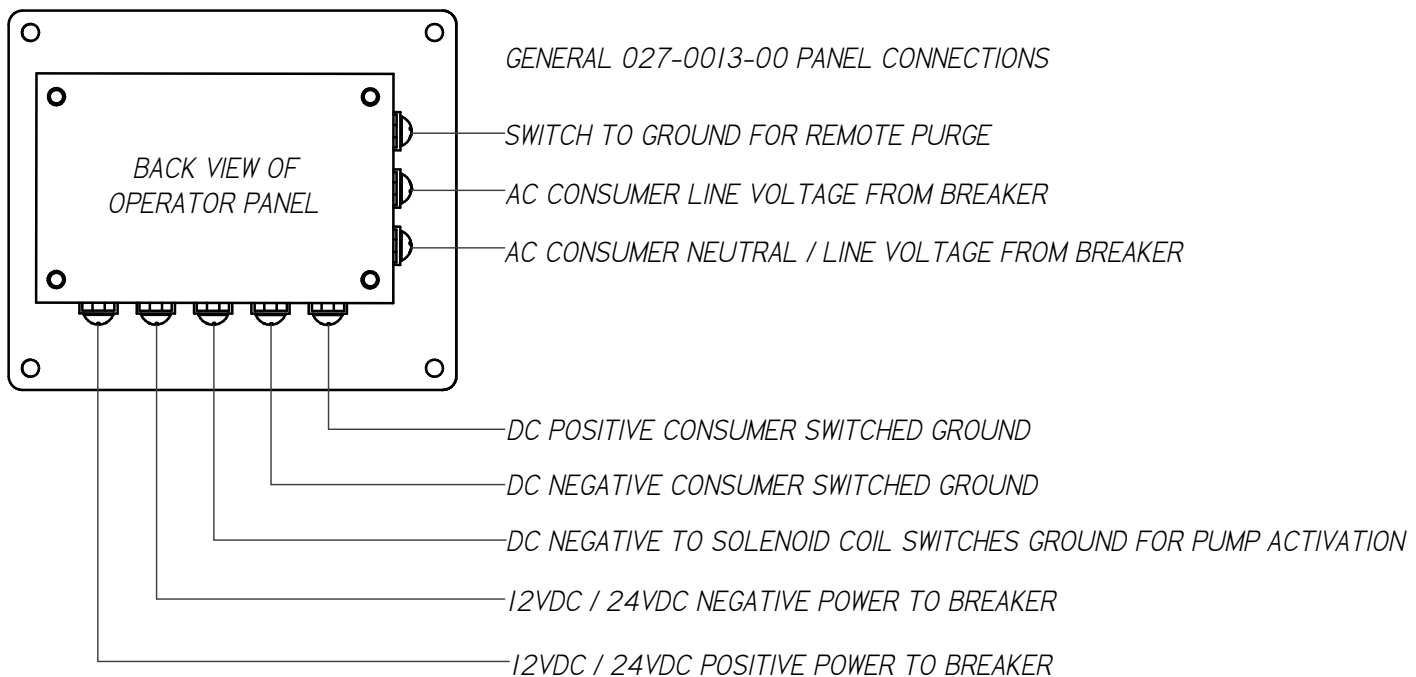 GENERAL 027-0013-00 PANEL CONNECTIONS
SWITCH TO GROUND FOR REMOTE PURGE
BACK VIEW OF
OPERATOR PANEL
AC CONSUMER LINE VOLTAGE FROM BREAKER
AC CONSUMER NEUTRAL / LINE VOLTAGE FROM BREAKER
DC POSITIVE CONSUMER SWITCHED GROUND
DC NEGATIVE CONSUMER SWITCHED GROUND
DC NEGATIVE TO SOLENOID COIL SWITCHES GROUND FOR PUMP ACTIVATION
12VDC / 24VDC NEGATIVE POWER TO BREAKER
12VDC / 24VDC POSITIVE POWER TO BREAKER